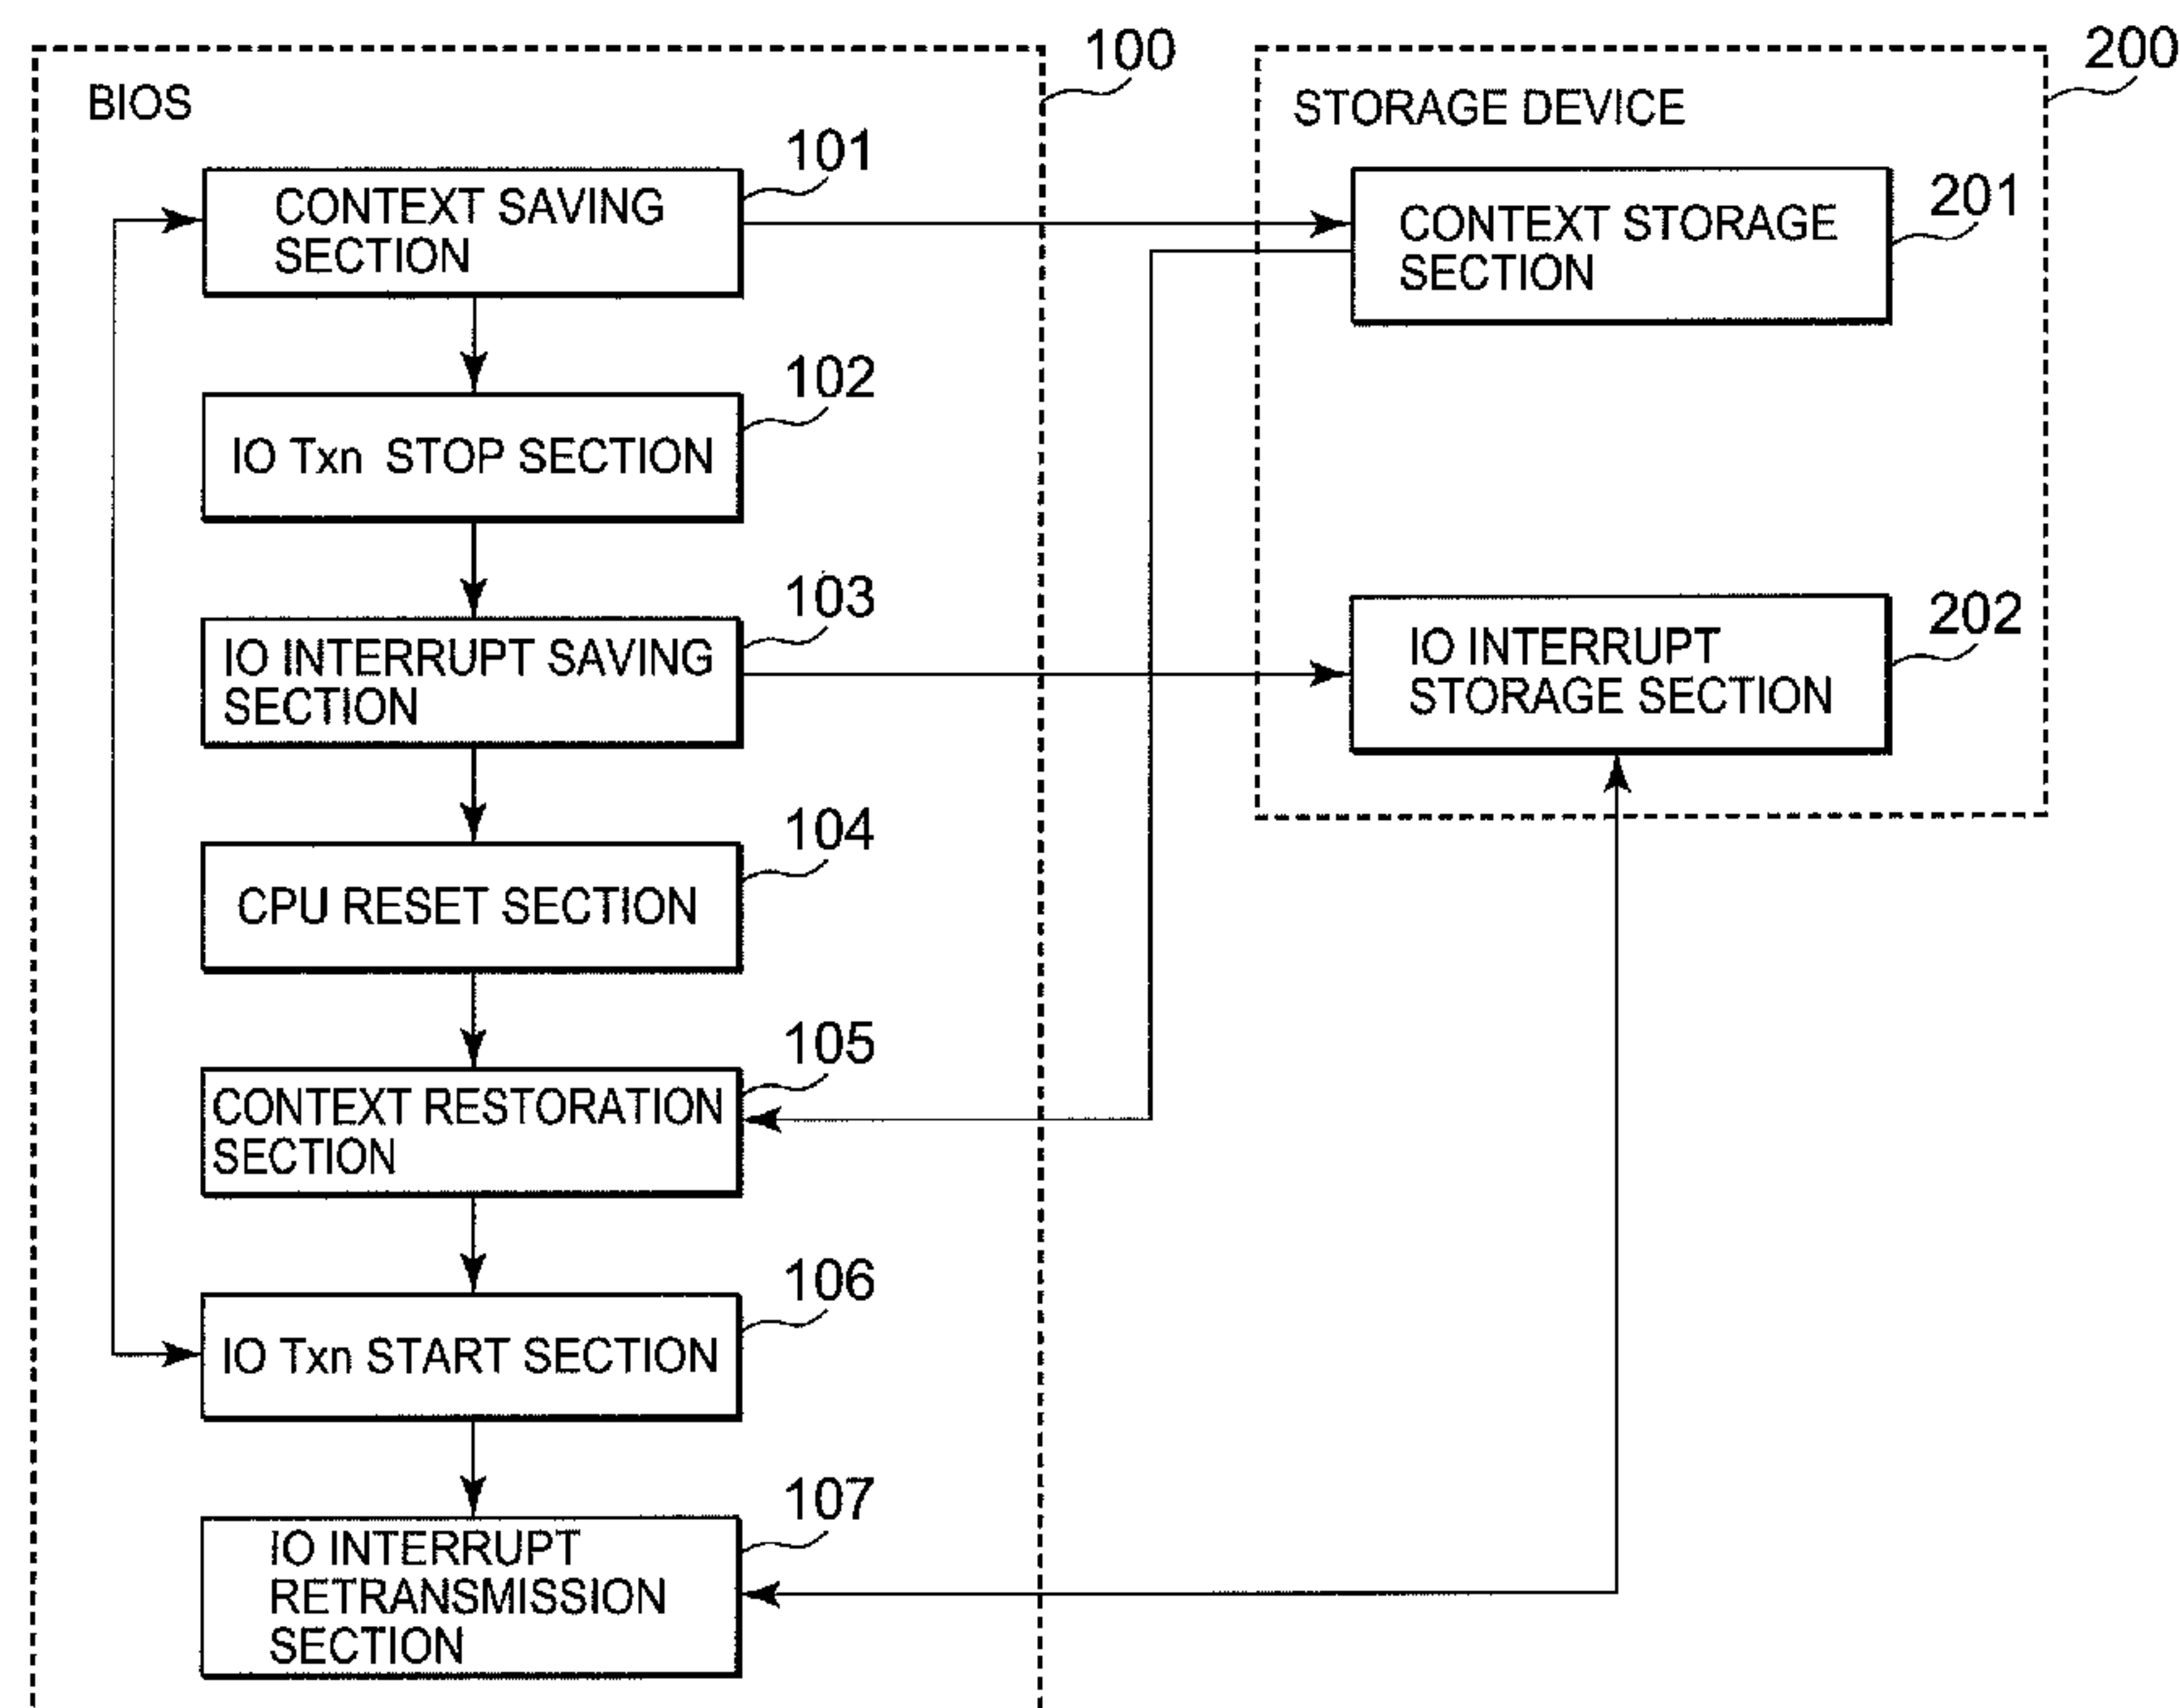 100
200
BIOS
STORAGE DEVICE
101
CONTEXT SAVING
SECTION
201
CONTEXT STORAGE
SECTION
102
IO Txn STOP SECTION
103
IO INTERRUPT SAVING
SECTION
202
IO INTERRUPT
STORAGE SECTION
104
CPU RESET SECTION
105
CONTEXT RESTORATION
SECTION
106
IO Txn START SECTION
107
IO INTERRUPT
RETRANSMISSION
SECTION